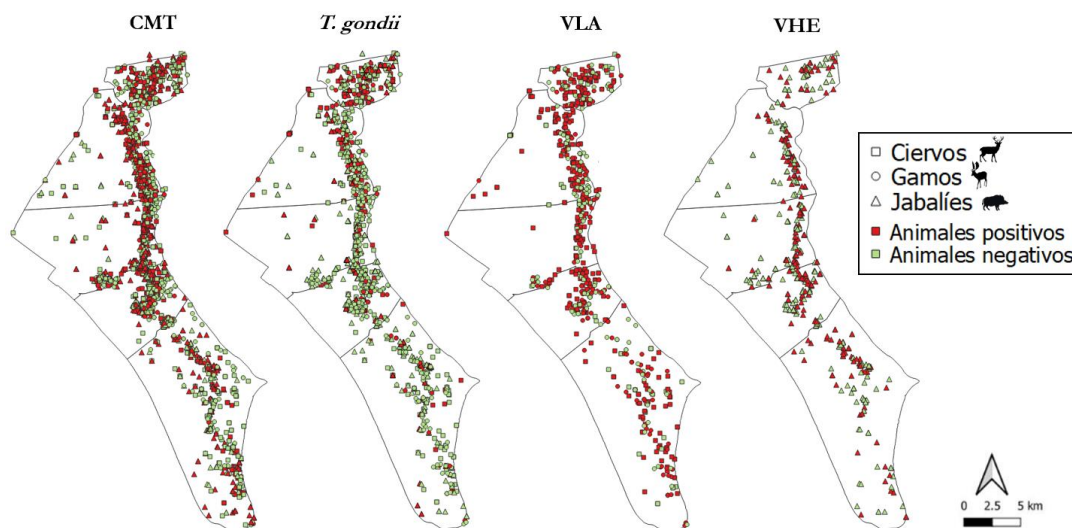 CMT
T. gondii
VLA
VHE
Ciervos
Gamos
Jabalíes
Animales positivos
Animales negativos
0 2.5 5 km